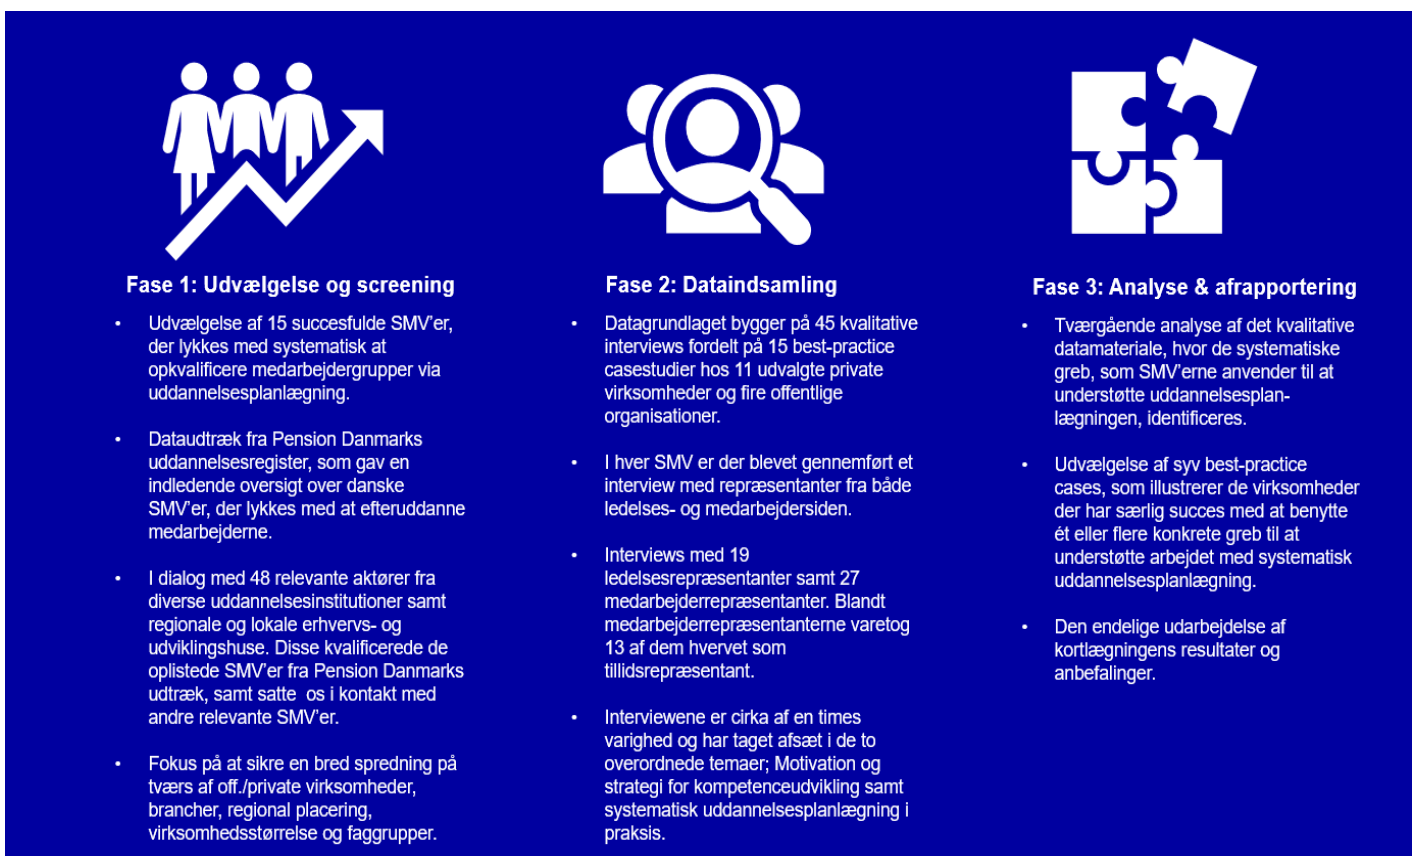 Fase 1: Udvælgelse og screening
• Udvælgelse af 15 succesfulde SMV'er,
der lykkes med systematisk at
opkvalificere medarbejdergrupper via
uddannelsesplanlægning.
• Dataudtræk fra Pension Danmarks
uddannelsesregister, som gav en
indledende oversigt over danske
SMV'er, der lykkes med at efteruddanne
medarbejderne.
• I dialog med 48 relevante aktører fra
diverse uddannelsesinstitutioner samt
regionale og lokale erhvervs- og
udviklingshuse. Disse kvalificerede de
oplistede SMV'er fra Pension Danmarks
udtræk, samt satte  os i kontakt med
andre relevante SMV'er.
• Fokus på at sikre en bred spredning på
tværs af off./private virksomheder,
brancher, regional placering,
virksomhedsstørrelse og faggrupper.
Fase 2: Dataindsamling
• Datagrundlaget bygger på 45 kvalitative
interviews fordelt på 15 best-practice
casestudier hos 11 udvalgte private
virksomheder og fire offentlige
organisationer.
• I hver SMV er der blevet gennemført et
interview med repræsentanter fra både
ledelses- og medarbejdersiden.
• Interviews med 19
ledelsesrepræsentanter samt 27
medarbejderrepræsentanter. Blandt
medarbejderrepræsentanterne varetog
13 af dem hvervet som
tillidsrepræsentant.
• Interviewene er cirka af en times
varighed og har taget afsæt i de to
overordnede temaer; Motivation og
strategi for kompetenceudvikling samt
systematisk uddannelsesplanlægning i
praksis.
Fase 3: Analyse & afrapportering
• Tværgående analyse af det kvalitative
datamateriale, hvor de systematiske
greb, som SMV'erne anvender til at
understøtte uddannelsesplan-
lægningen, identificeres.
• Udvælgelse af syv best-practice
cases, som illustrerer de virksomheder
der har særlig succes med at benytte
ét eller flere konkrete greb til at
understøtte arbejdet med systematisk
uddannelsesplanlægning.
• Den endelige udarbejdelse af
kortlægningens resultater og
anbefalinger.